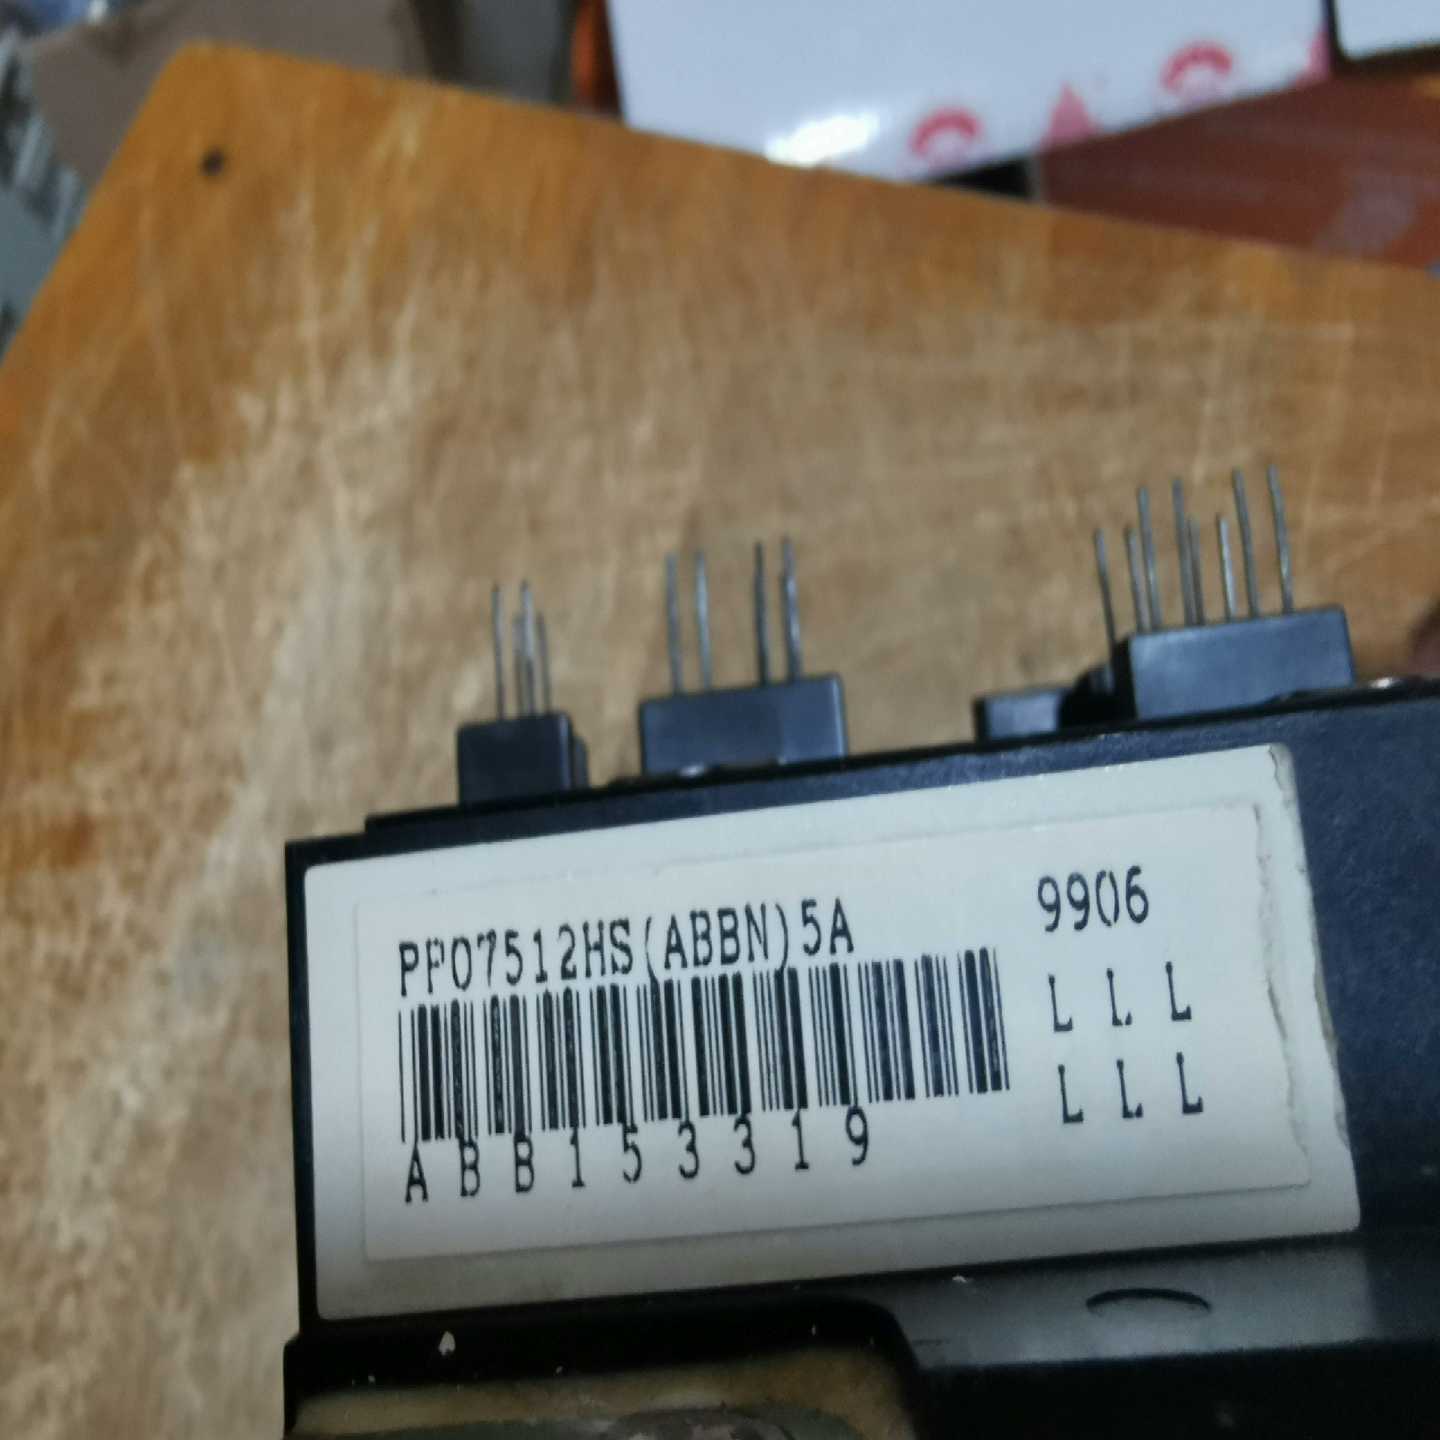 PP07512HS(ABBN)5A
9906
L L L
L L L
ABB153319